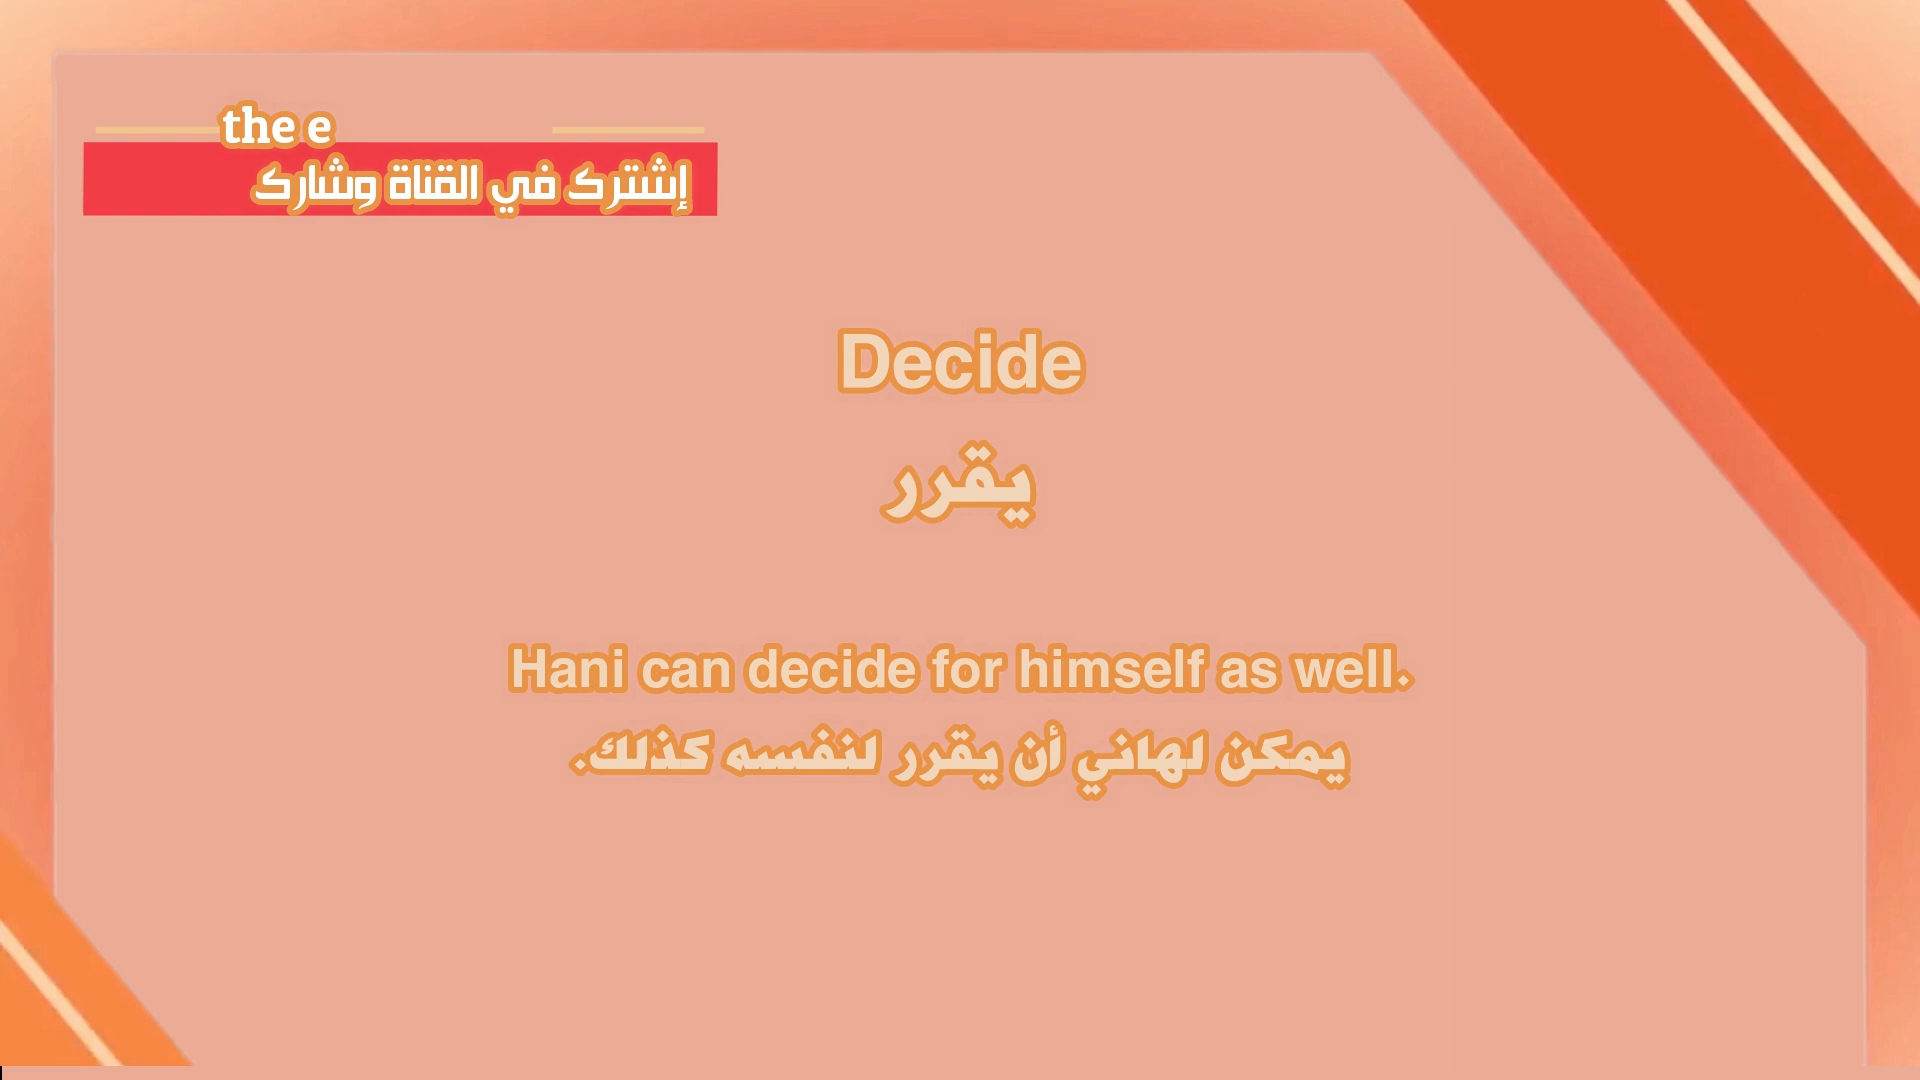 the e
إشترك في القناة وشارك
Decide
يقرر
Hani can decide for himself as well.
يمكن لهاني أن يقرر لنفسه كذلك.